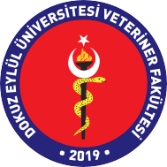 DOKUZ EYLÜL ÜNİVERSİTESİ VETERİNER FAKÜLTESİ
• 2019 •